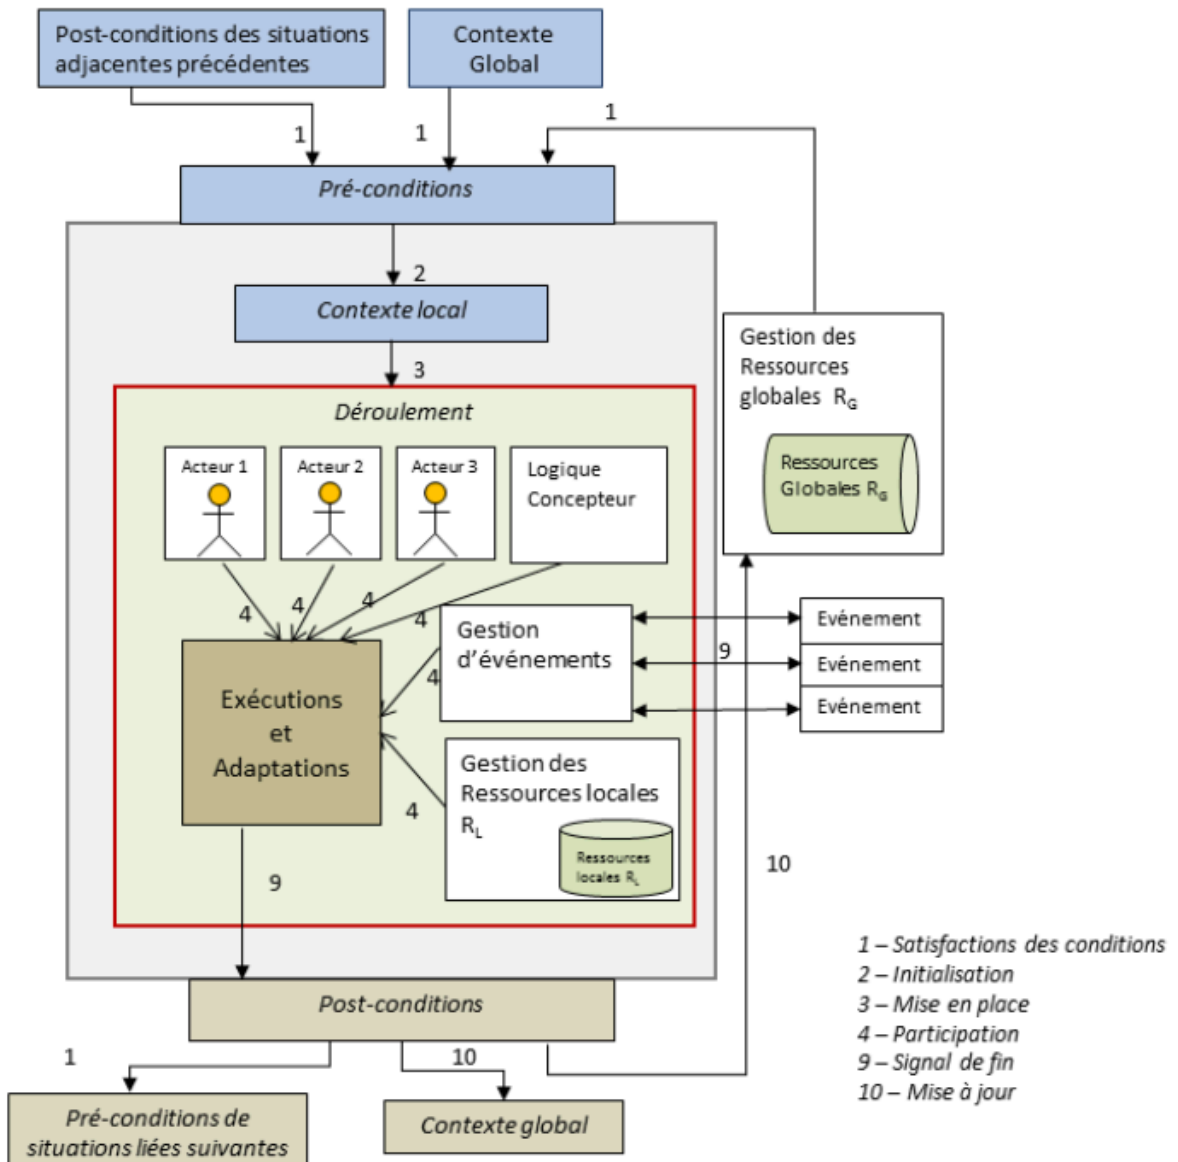 Post-conditions des situations
adjacentes précédentes
Contexte
Global
1
1
1
Pré-conditions
2
Contexte local
3
Gestion des
Ressources
globales RG
Ressources
Globales RG
Déroulement
Acteur 1
Acteur 2
Acteur 3
Logique
Concepteur
4
4
4
4
Gestion
d'événements
9
Evénement
Evénement
Evénement
4
Exécutions
et
Adaptations
Gestion des
Ressources locales
RL
4
Ressources
locales RL
9
10
Post-conditions
1
10
Pré-conditions de
situations liées suivantes
Contexte global
1 – Satisfactions des conditions
2 – Initialisation
3 – Mise en place
4 – Participation
9 – Signal de fin
10 – Mise à jour